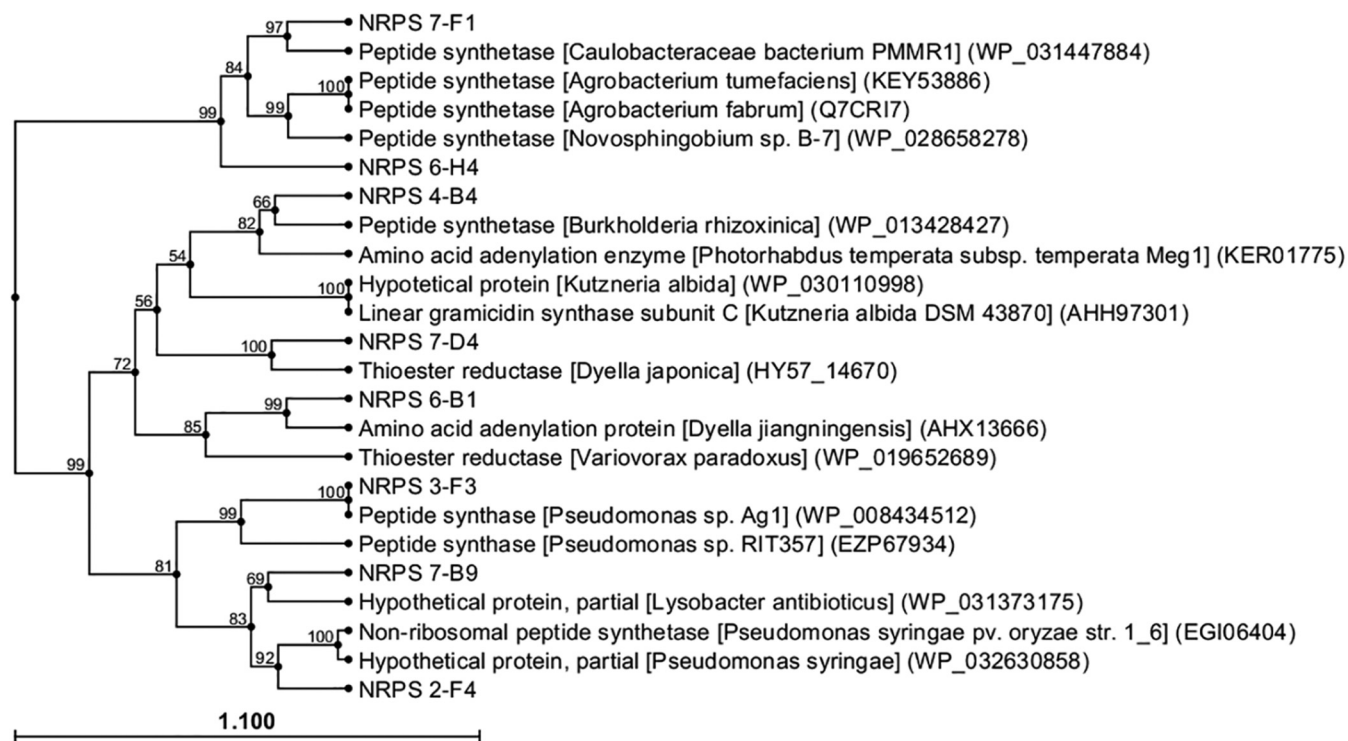 97
NRPS 7-F1
Peptide synthetase [Caulobacteraceae bacterium PMMR1] (WP_031447884)
84
100
Peptide synthetase [Agrobacterium tumefaciens] (KEY53886)
99
99
Peptide synthetase [Agrobacterium fabrum] (Q7CRI7)
Peptide synthetase [Novosphingobium sp. B-7] (WP_028658278)
NRPS 6-H4
NRPS 4-B4
66
82
Peptide synthetase [Burkholderia rhizoxinica] (WP_013428427)
54
Amino acid adenylation enzyme [Photorhabdus temperata subsp. temperata Meg1] (KER01775)
100
Hypotetical protein [Kutzneria albida] (WP_030110998)
56
Linear gramicidin synthase subunit C [Kutzneria albida DSM 43870] (AHH97301)
100
NRPS 7-D4
72
Thioester reductase [Dyella japonica] (HY57_14670)
99
NRPS 6-B1
85
Amino acid adenylation protein [Dyella jiangningensis] (AHX13666)
99
Thioester reductase [Variovorax paradoxus] (WP_019652689)
100
NRPS 3-F3
99
Peptide synthase [Pseudomonas sp. Ag1] (WP_008434512)
Peptide synthase [Pseudomonas sp. RIT357] (EZP67934)
81
69
NRPS 7-B9
83
Hypothetical protein, partial [Lysobacter antibioticus] (WP_031373175)
100
Non-ribosomal peptide synthetase [Pseudomonas syringae pv. oryzae str. 1_6] (EGI06404)
92
Hypothetical protein, partial [Pseudomonas syringae] (WP_032630858)
NRPS 2-F4
1.100